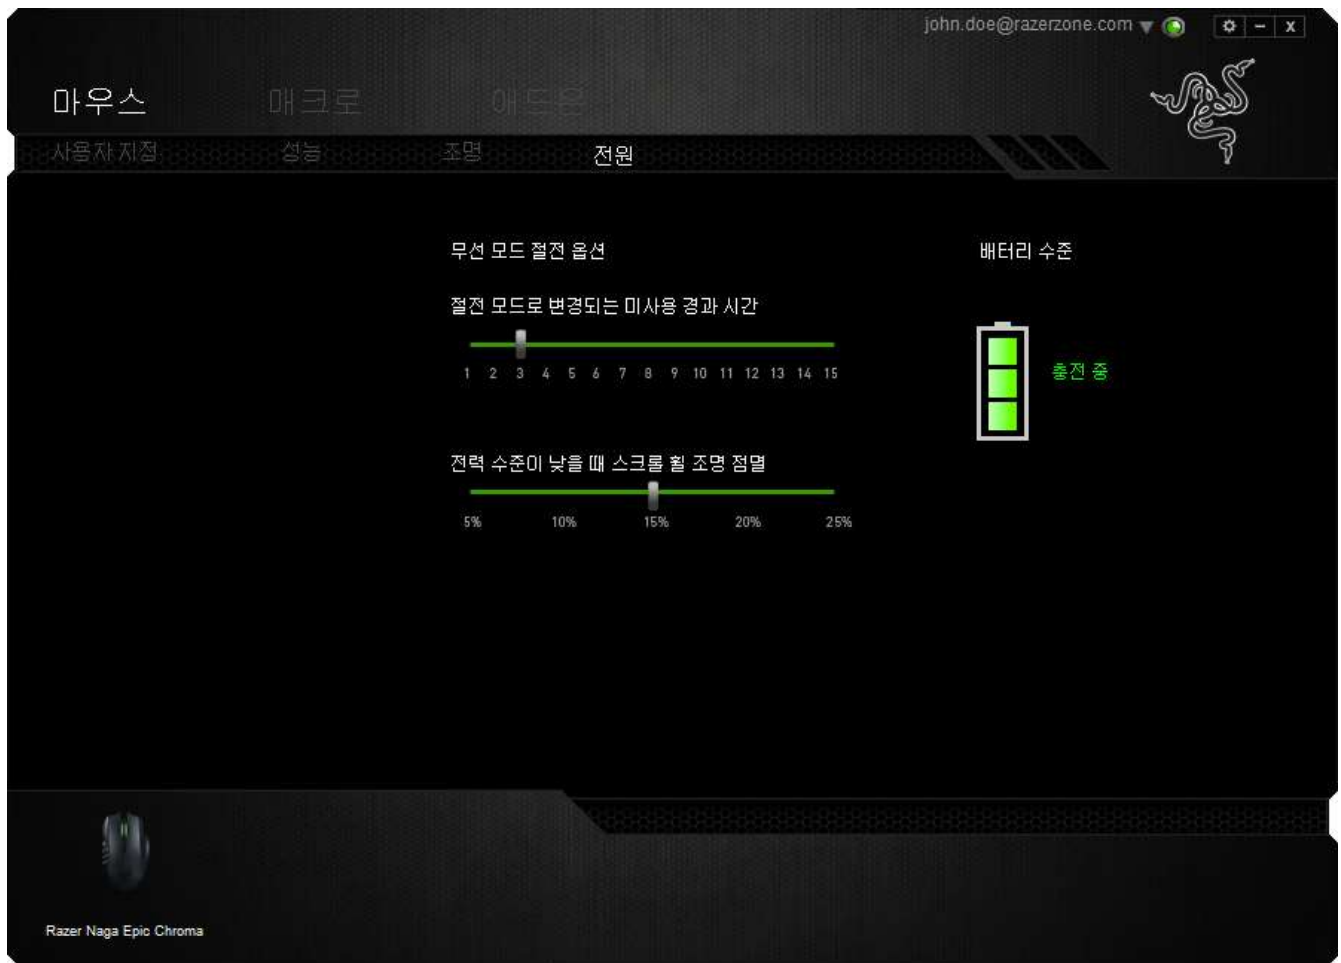 john.doe@razerzone.com
마우스 매크로 애드온
사용자 지정 성능 조명 전원
무선 모드 절전 옵션 배터리 수준
절전 모드로 변경되는 미사용 경과 시간
1 2 3 4 5 6 7 8 9 10 11 12 13 14 15
충전 중
전력 수준이 낮을 때 스크롤 휠 조명 점멸
5% 10% 15% 20% 25%
Razer Naga Epic Chroma